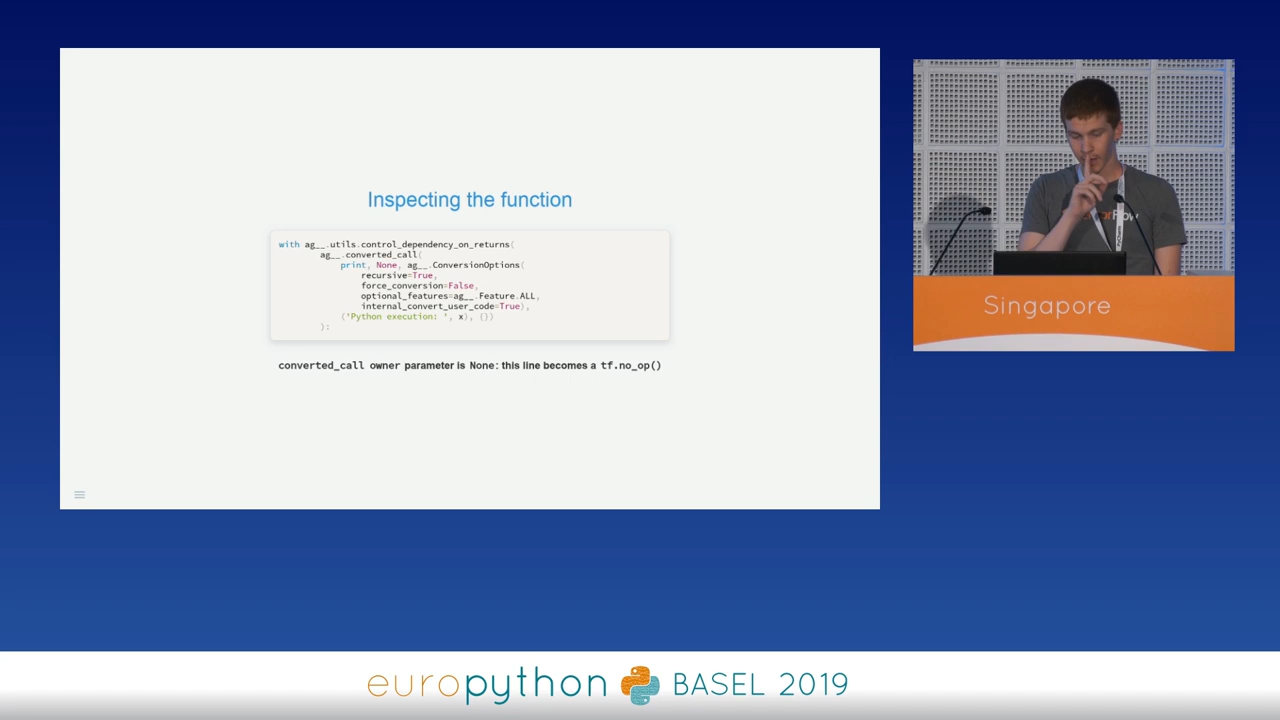 Inspecting the function
with ag__.utils.control_dependency_on_returns(
ag__.converted_call(
print, None, ag__.ConversionOptions(
recursive=True,
force_conversion=False,
optional_features=ag__.Feature.ALL,
internal_convert_user_code=True),
('Python execution: ', x), {})
):
converted_call owner parameter is None: this line becomes a tf.no_op()
Singapore
europython BASEL 2019